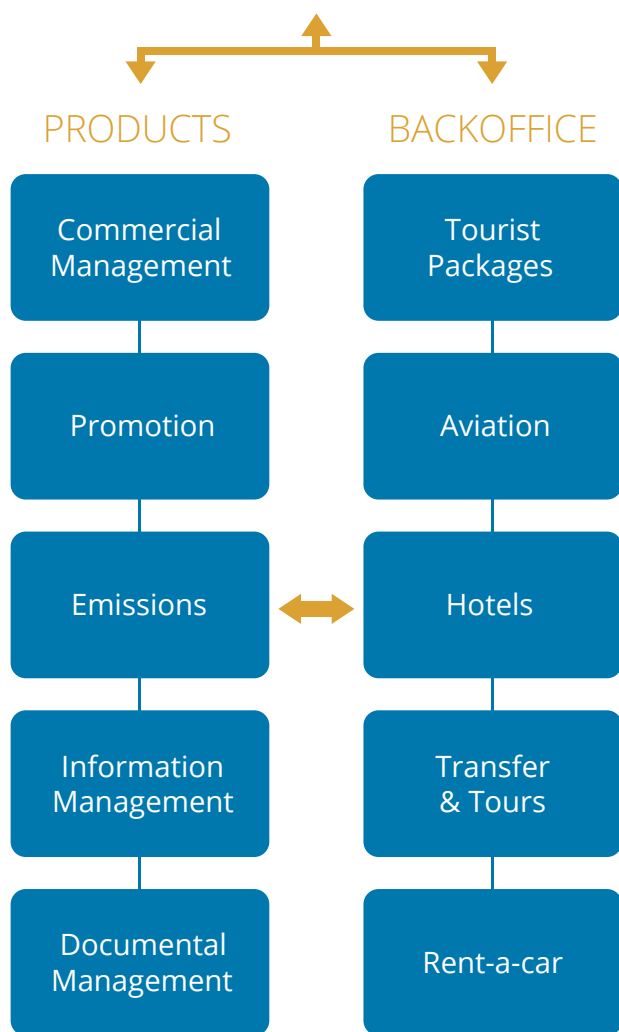 PRODUCTS
Commercial
Management
Promotion
Emissions
Information
Management
Documental
Management
BACKOFFICE
Tourist
Packages
Aviation
Hotels
Transfer
& Tours
Rent-a-car